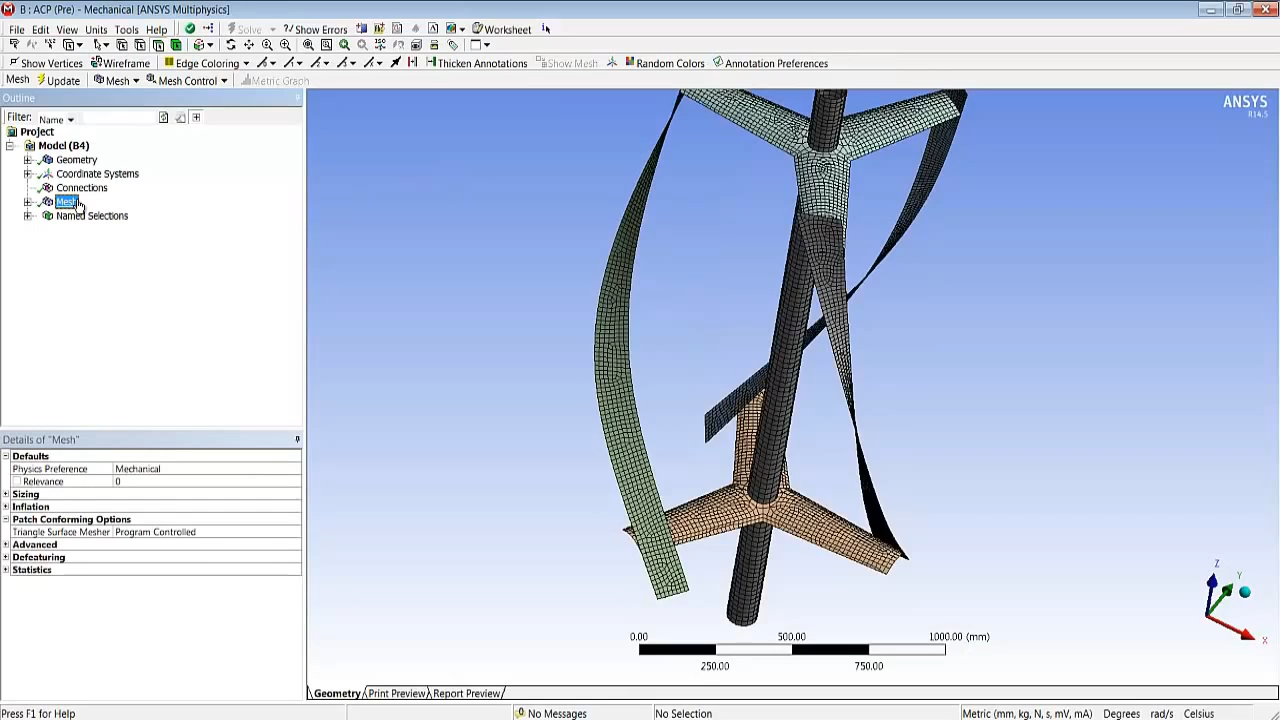 B : ACP (Pre) - Mechanical [ANSYS Multiphysics]
File Edit View Units Tools Help Solve Show Errors Worksheet
Show Vertices Wireframe Edge Coloring Thicken Annotations Show Mesh Random Colors Annotation Preferences
Mesh Update Mesh Mesh Control Metric Graph
Outline
Filter: Name
Project
Model (B4)
Geometry
Coordinate Systems
Connections
Mesh
Named Selections
Details of "Mesh"
Defaults
Physics Preference Mechanical
Relevance 0
Sizing
Inflation
Patch Conforming Options
Triangle Surface Mesher Program Controlled
Advanced
Defeaturing
Statistics
ANSYS
R14.5
Z
Y
X
0.00 500.00 1000.00 (mm)
250.00 750.00
Geometry Print Preview Report Preview
Press F1 for Help No Messages No Selection Metric (mm, kg, N, s, mV, mA) Degrees rad/s Celsius